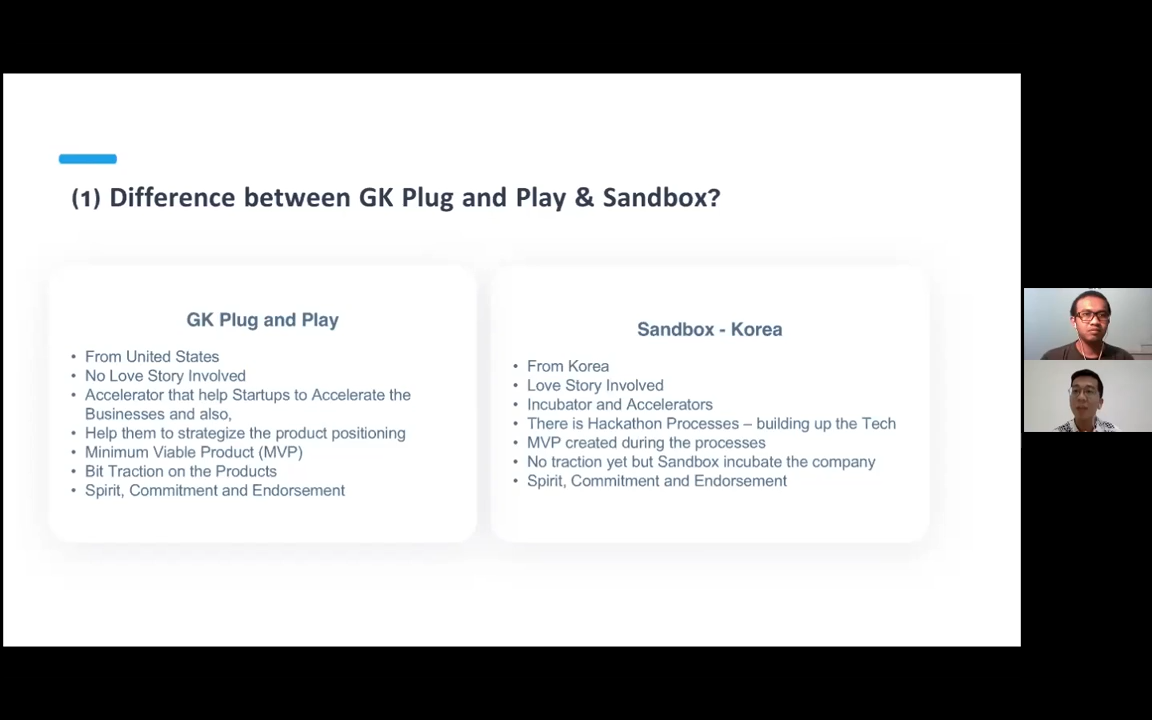 (1) Difference between GK Plug and Play & Sandbox?
GK Plug and Play
• From United States
• No Love Story Involved
• Accelerator that help Startups to Accelerate the
Businesses and also,
• Help them to strategize the product positioning
• Minimum Viable Product (MVP)
• Bit Traction on the Products
• Spirit, Commitment and Endorsement
Sandbox - Korea
• From Korea
• Love Story Involved
• Incubator and Accelerators
• There is Hackathon Processes – building up the Tech
• MVP created during the processes
• No traction yet but Sandbox incubate the company
• Spirit, Commitment and Endorsement